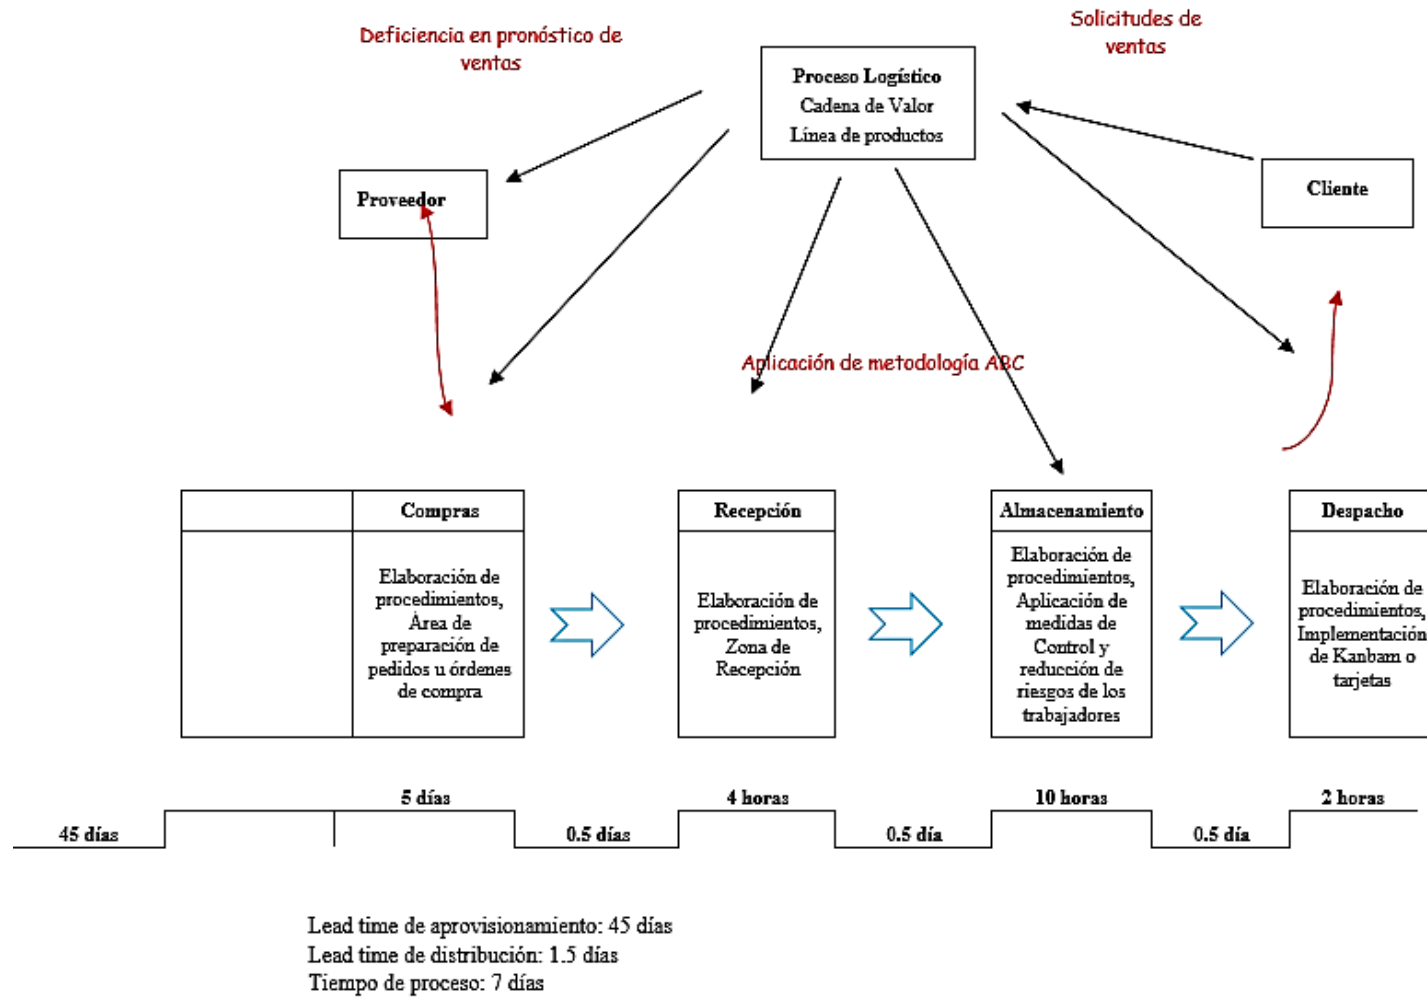 Deficiencia en pronóstico de
ventas
Solicitudes de
ventas
Proceso Logístico
Cadena de Valor
Línea de productos
Proveedor
Cliente
Aplicación de metodología ABC
Compras
Elaboración de
procedimientos,
Área de
preparación de
pedidos u órdenes
de compra
Recepción
Elaboración de
procedimientos,
Zona de
Recepción
Almacenamiento
Elaboración de
procedimientos,
Aplicación de
medidas de
Control y
reducción de
riesgos de los
trabajadores
Despacho
Elaboración de
procedimientos,
Implementación
de Kanbam o
tarjetas
45 días
5 días
0.5 días
4 horas
0.5 día
10 horas
0.5 día
2 horas
Lead time de aprovisionamiento: 45 días
Lead time de distribución: 1.5 días
Tiempo de proceso: 7 días